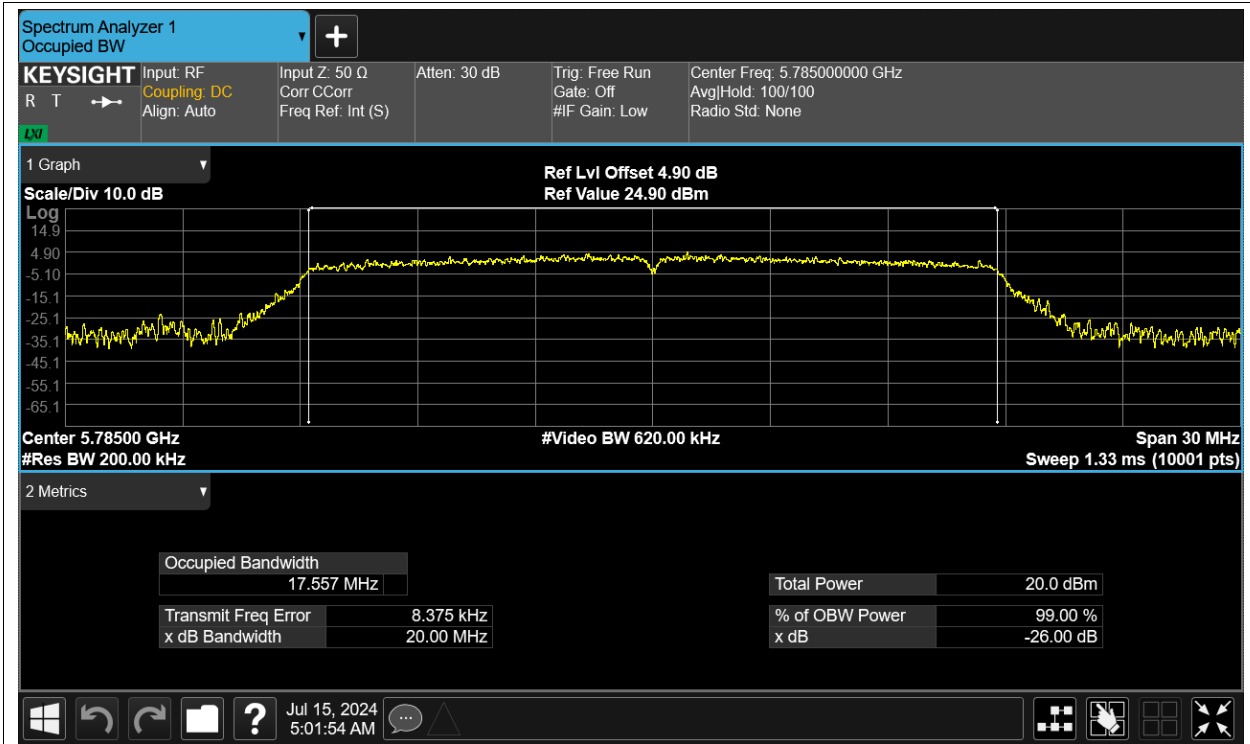 Spectrum Analyzer 1
Occupied BW
KEYSIGHT
R T
LXI
Input: RF
Coupling: DC
Align: Auto
Input Z: 50 Ω
Corr CCorr
Freq Ref: Int (S)
Atten: 30 dB
Trig: Free Run
Gate: Off
#IF Gain: Low
Center Freq: 5.785000000 GHz
Avg|Hold: 100/100
Radio Std: None
1 Graph
Scale/Div 10.0 dB
Ref Lvl Offset 4.90 dB
Ref Value 24.90 dBm
Log
14.9
4.90
-5.10
-15.1
-25.1
-35.1
-45.1
-55.1
-65.1
Center 5.78500 GHz
#Res BW 200.00 kHz
#Video BW 620.00 kHz
Span 30 MHz
Sweep 1.33 ms (10001 pts)
2 Metrics
Occupied Bandwidth
17.557 MHz
Transmit Freq Error 8.375 kHz
x dB Bandwidth 20.00 MHz
Total Power 20.0 dBm
% of OBW Power 99.00 %
x dB -26.00 dB
Jul 15, 2024
5:01:54 AM